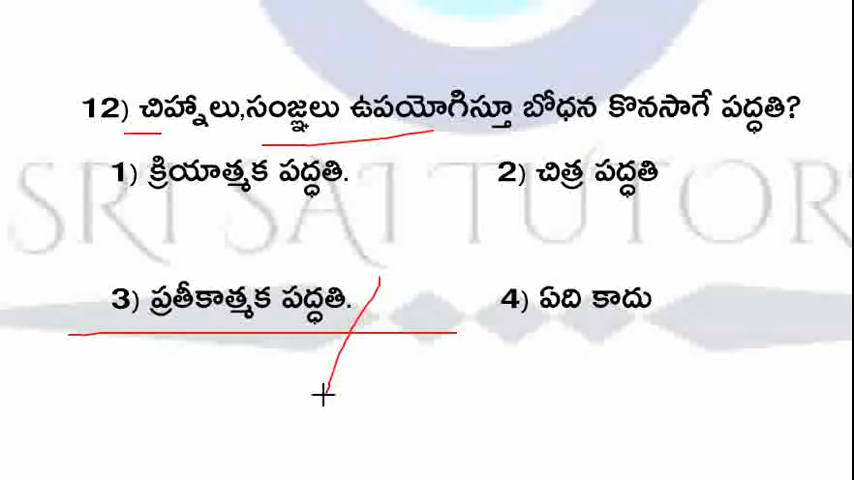 12) చిహ్నాలు,సంజ్ఞలు ఉపయోగిస్తూ బోధన కొనసాగే పద్ధతి?
1) క్రియాత్మక పద్ధతి. 2) చిత్ర పద్ధతి
SRI SAI TUTOR
3) ప్రతీకాత్మక పద్ధతి. 4) ఏది కాదు